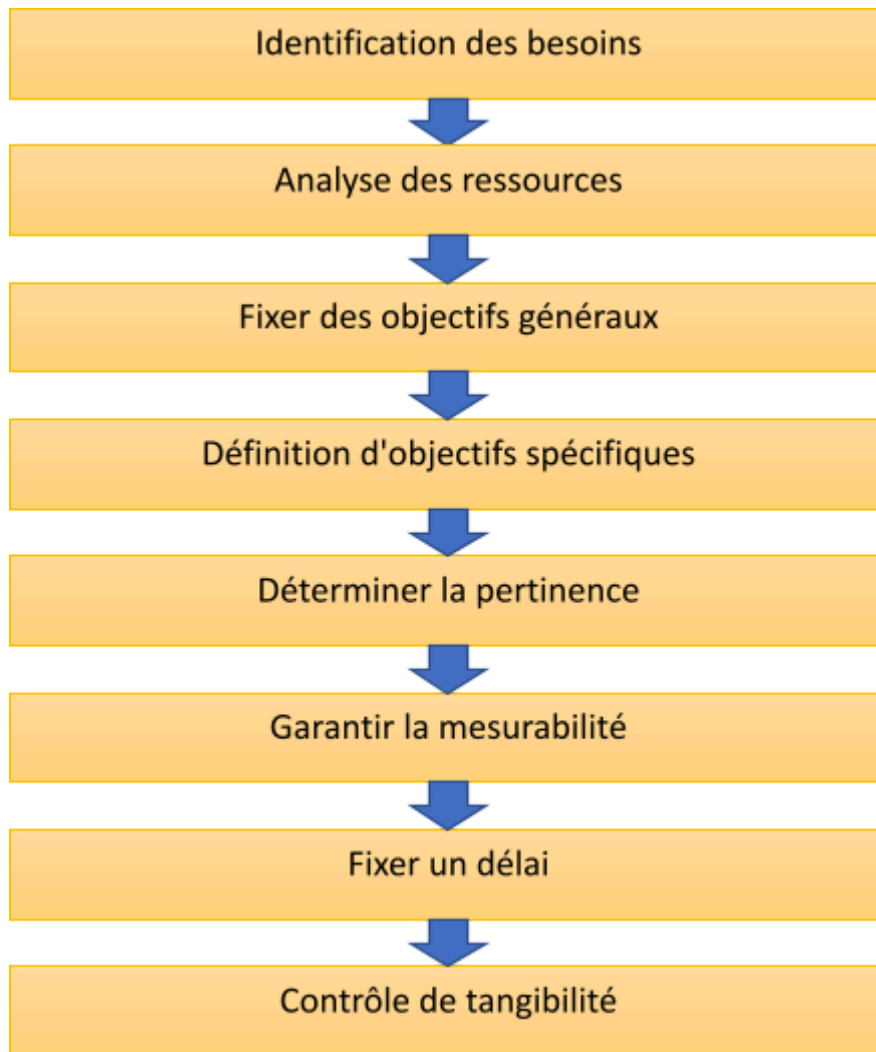 Identification des besoins
Analyse des ressources
Fixer des objectifs généraux
Définition d'objectifs spécifiques
Déterminer la pertinence
Garantir la mesurabilité
Fixer un délai
Contrôle de tangibilité